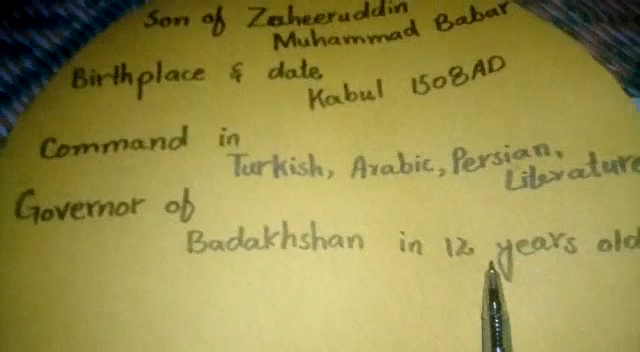 Son of Zaheeruddin
Muhammad Babar
Birthplace & date
Kabul 1508AD
Command in
Turkish, Arabic, Persian,
Literature
Governor of
Badakhshan in 12 years old